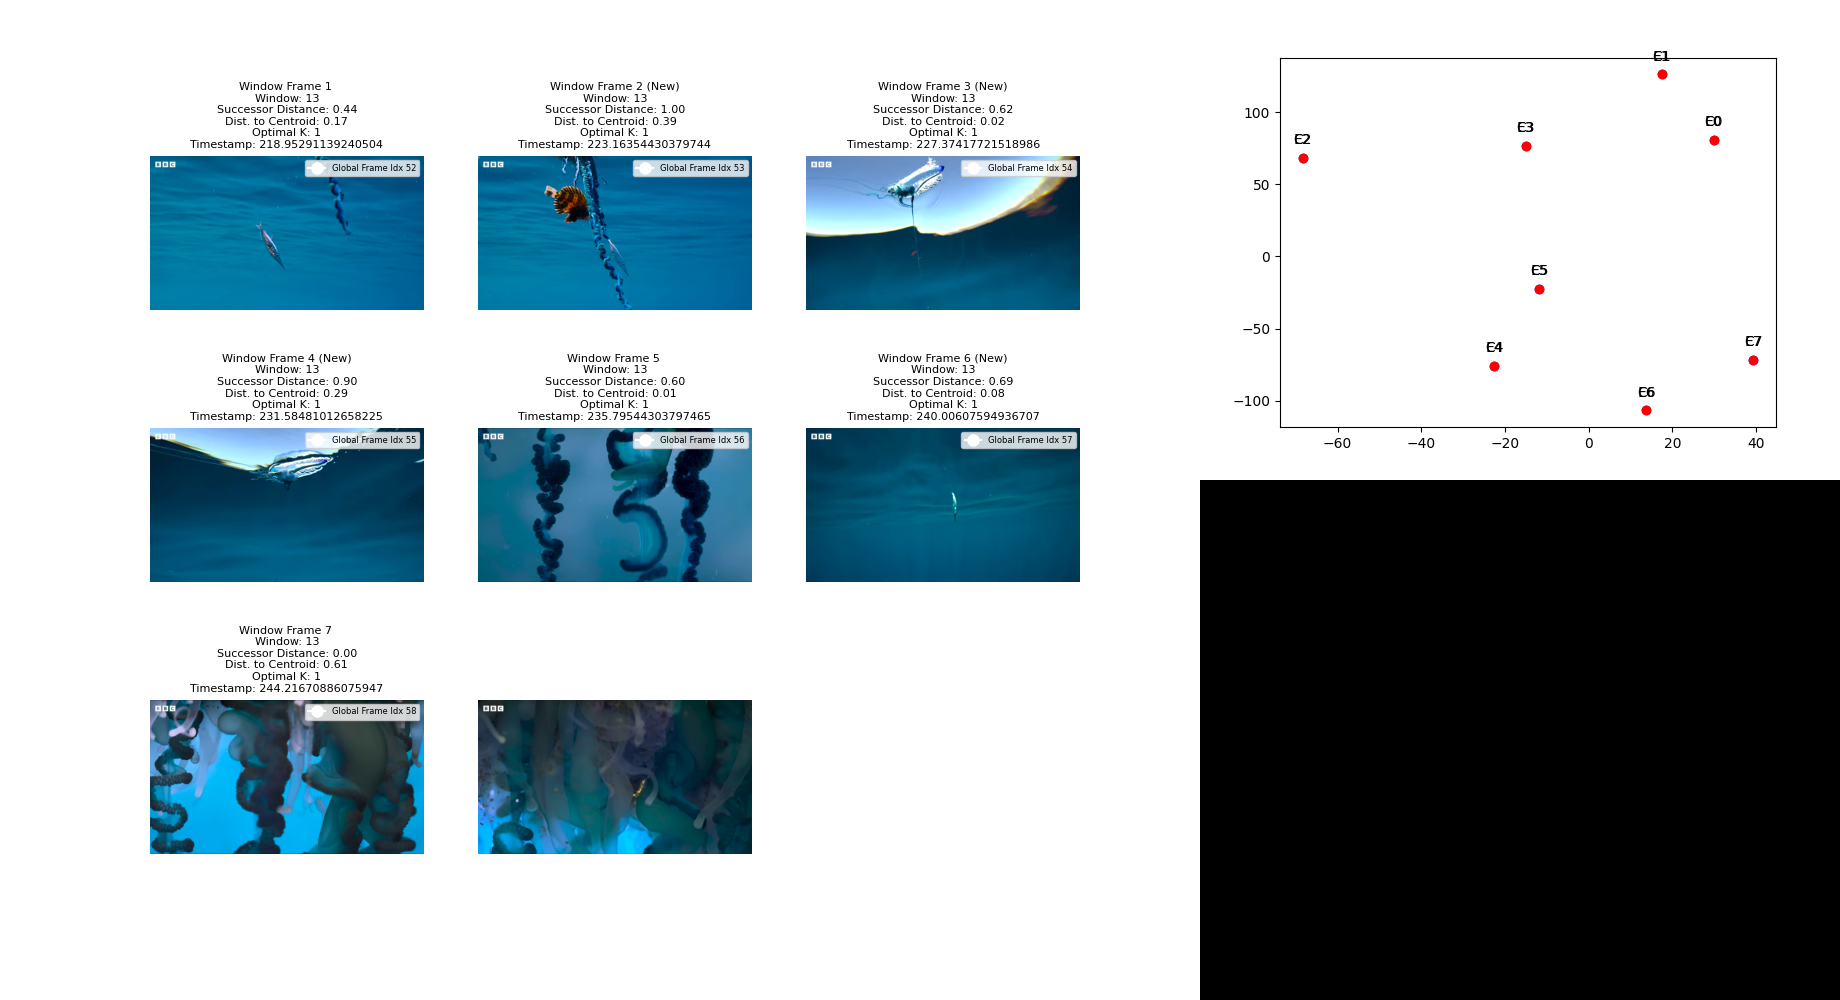 Window Frame 1
Window: 13
Successor Distance: 0.44
Dist. to Centroid: 0.17
Optimal K: 1
Timestamp: 218.95291139240504
BBC
Global Frame Idx 52
Window Frame 2 (New)
Window: 13
Successor Distance: 1.00
Dist. to Centroid: 0.39
Optimal K: 1
Timestamp: 223.16354430379744
BBC
Global Frame Idx 53
Window Frame 3 (New)
Window: 13
Successor Distance: 0.62
Dist. to Centroid: 0.02
Optimal K: 1
Timestamp: 227.37417721518986
BBC
Global Frame Idx 54
Window Frame 4 (New)
Window: 13
Successor Distance: 0.90
Dist. to Centroid: 0.29
Optimal K: 1
Timestamp: 231.58481012658225
BBC
Global Frame Idx 55
Window Frame 5
Window: 13
Successor Distance: 0.60
Dist. to Centroid: 0.01
Optimal K: 1
Timestamp: 235.79544303797465
BBC
Global Frame Idx 56
Window Frame 6 (New)
Window: 13
Successor Distance: 0.69
Dist. to Centroid: 0.08
Optimal K: 1
Timestamp: 240.00607594936707
BBC
Global Frame Idx 57
Window Frame 7
Window: 13
Successor Distance: 0.00
Dist. to Centroid: 0.61
Optimal K: 1
Timestamp: 244.21670886075947
BBC
Global Frame Idx 58
BBC
100
50
0
−50
−100
−60
−40
−20
0
20
40